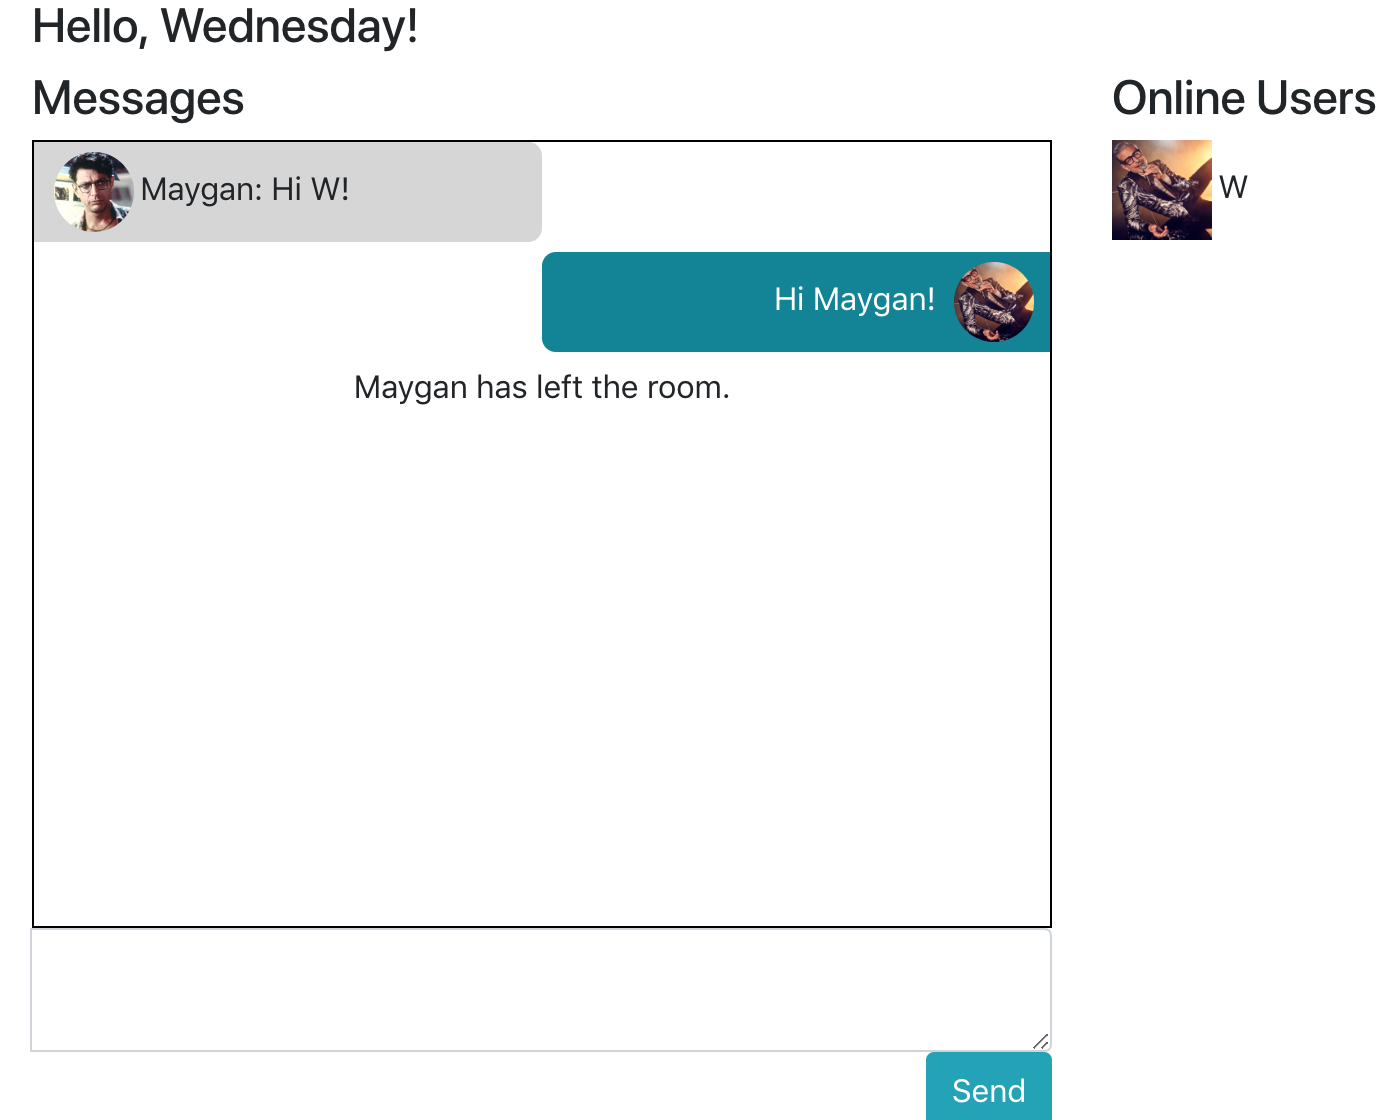 Hello, Wednesday!
Messages
Online Users
Maygan: Hi W!
W
Hi Maygan!
Maygan has left the room.
Send